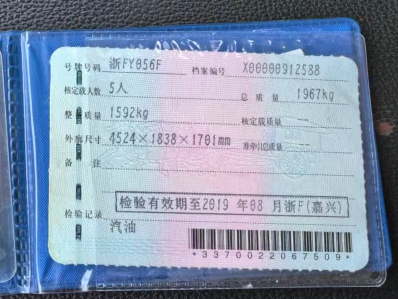 号牌号码 浙FY056F 档案编号 X00000912588
核定载人数 5人 总质量 1967kg
整备质量 1592kg 核定载质量 --
外廓尺寸 4524×1838×1701mm 准牵引总质量 --
备注
检验有效期至2019年08月浙F(嘉兴)
检验记录
汽油
*3370022067509*